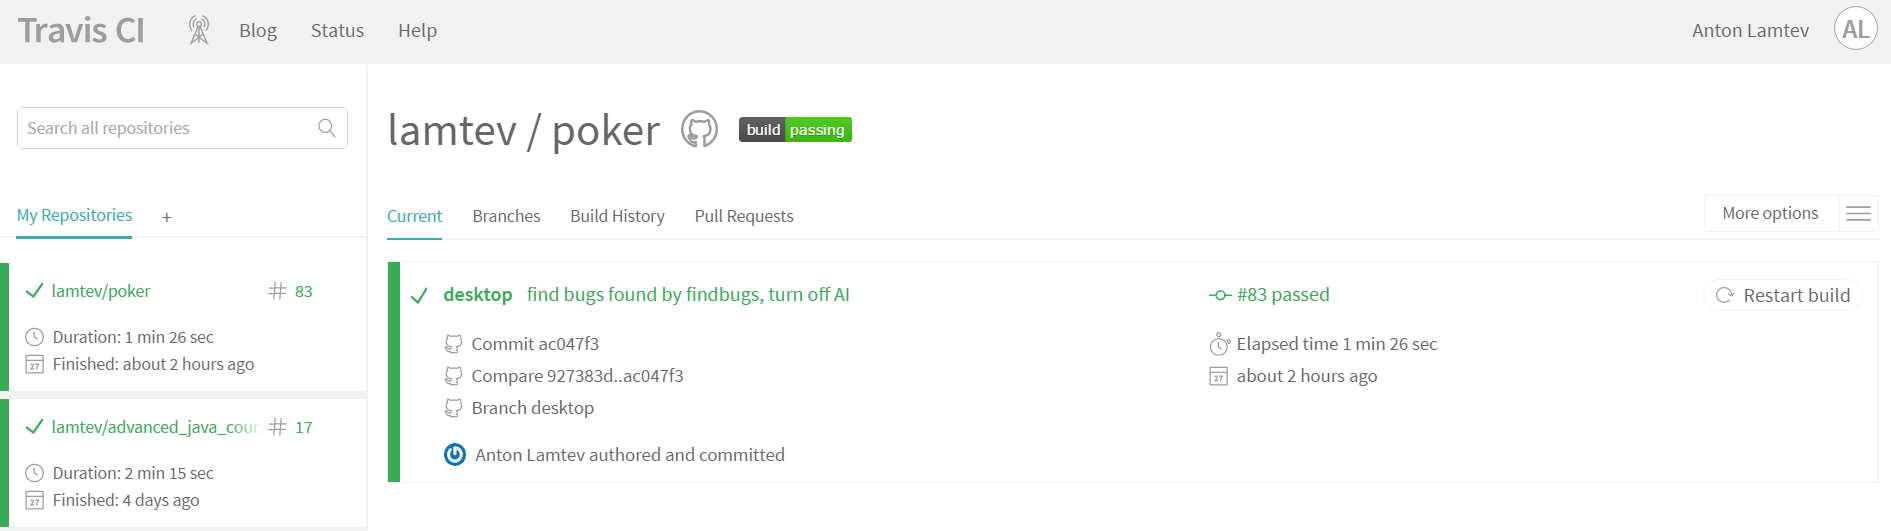 Travis CI Blog Status Help Anton Lamtev AL
Search all repositories
My Repositories +
lamtev/poker # 83
Duration: 1 min 26 sec
27 Finished: about 2 hours ago
lamtev/advanced_java_cour # 17
Duration: 2 min 15 sec
27 Finished: 4 days ago
lamtev / poker build passing
Current Branches Build History Pull Requests More options
desktop find bugs found by findbugs, turn off AI #83 passed Restart build
Commit ac047f3 Elapsed time 1 min 26 sec
Compare 927383d..ac047f3 27 about 2 hours ago
Branch desktop
Anton Lamtev authored and committed